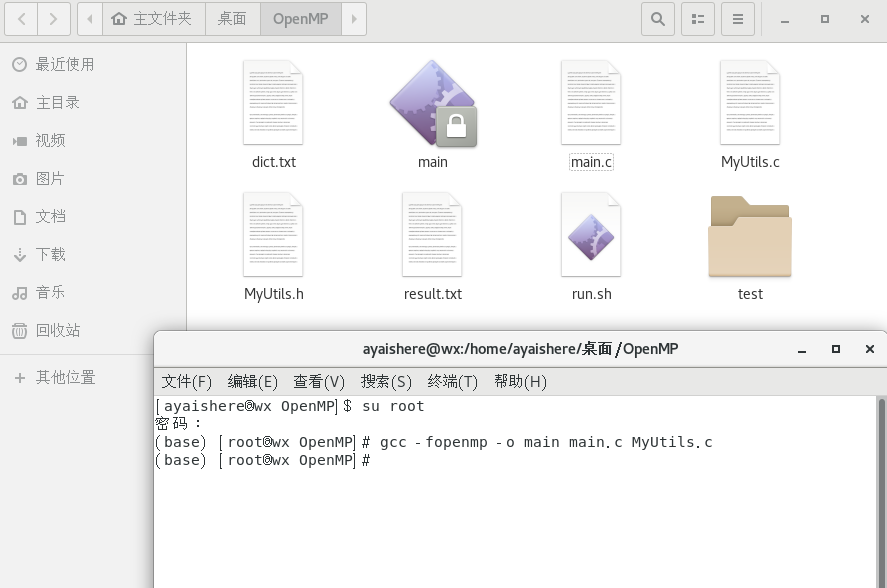 主文件夹 桌面 OpenMP
最近使用
主目录
视频
图片
文档
下载
音乐
回收站
其他位置
dict.txt main main.c MyUtils.c
MyUtils.h result.txt run.sh test
ayaishere@wx:/home/ayaishere/桌面/OpenMP
文件(F) 编辑(E) 查看(V) 搜索(S) 终端(T) 帮助(H)
[ayaishere@wx OpenMP]$ su root
密码：
(base) [root@wx OpenMP]# gcc -fopenmp -o main main.c MyUtils.c
(base) [root@wx OpenMP]#